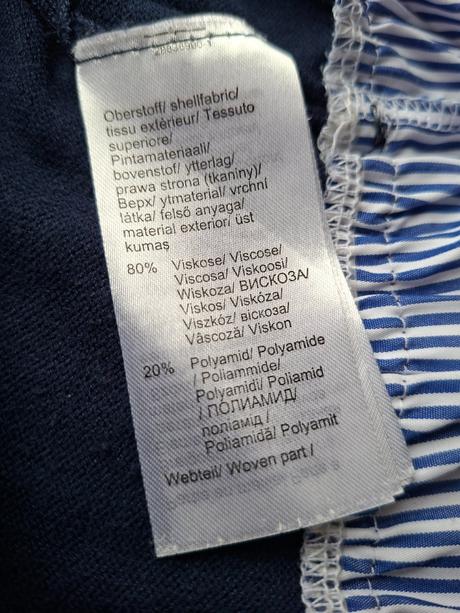 Oberstoff/ shellfabric/
tissu extérieur/ Tessuto
superiore/
Pintamateriaali/
bovenstof/ ytterlag/
prawa strona (tkaniny)/
Верх/ ytmaterial/ vrchní
látka/ felső anyaga/
material exterior/ üst
kumaş
80% Viskose/ Viscose/
Viscosa/ Viskoosi/
Wiskoza/ ВИСКОЗА/
Viskos/ Viskóza/
Viszkóz/ віскоза/
Vâscoză/ Viskon
20% Polyamid/ Polyamide
/ Poliammide/
Polyamidi/ Poliamid
/ ПОЛИАМИД/
поліамід /
Poliamidă/ Polyamit
Webteil/ Woven part /